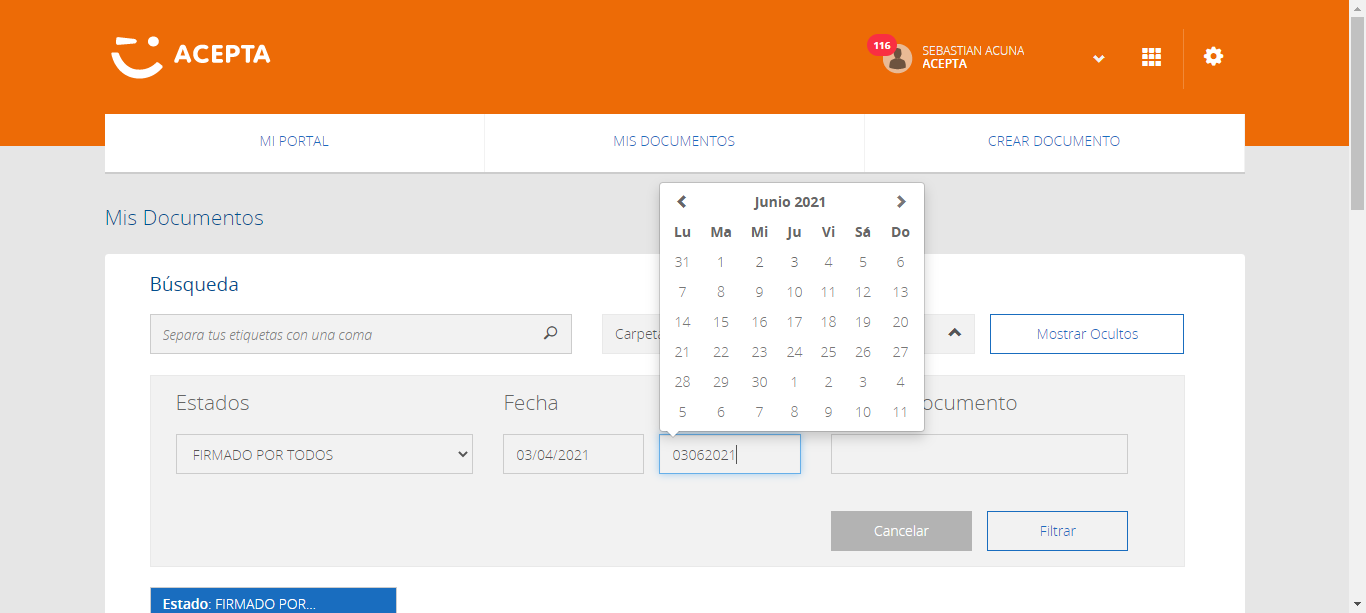 ACEPTA
116
SEBASTIAN ACUNA
ACEPTA
MI PORTAL
MIS DOCUMENTOS
CREAR DOCUMENTO
Mis Documentos
Junio 2021
Lu Ma Mi Ju Vi Sá Do
31 1 2 3 4 5 6
7 8 9 10 11 12 13
14 15 16 17 18 19 20
21 22 23 24 25 26 27
28 29 30 1 2 3 4
5 6 7 8 9 10 11
Búsqueda
Separa tus etiquetas con una coma
Mostrar Ocultos
Estados
Fecha
FIRMADO POR TODOS
03/04/2021
03062021
Cancelar
Filtrar
Estado: FIRMADO POR...